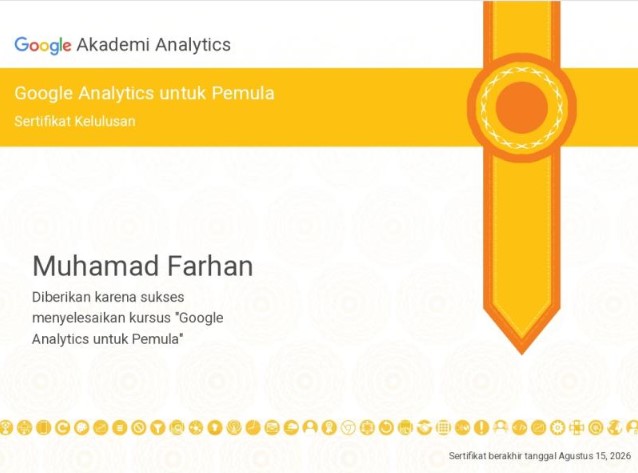 Google Akademi Analytics
Google Analytics untuk Pemula
Sertifikat Kelulusan
Muhamad Farhan
Diberikan karena sukses
menyelesaikan kursus "Google
Analytics untuk Pemula"
Sertifikat berakhir tanggal Agustus 15, 2026